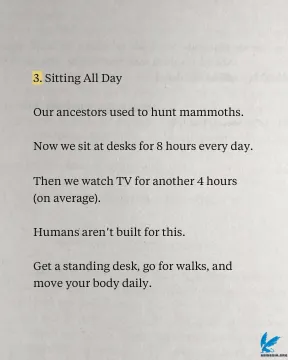 3. Sitting All Day
Our ancestors used to hunt mammoths.
Now we sit at desks for 8 hours every day.
Then we watch TV for another 4 hours
(on average).
Humans aren't built for this.
Get a standing desk, go for walks, and
move your body daily.